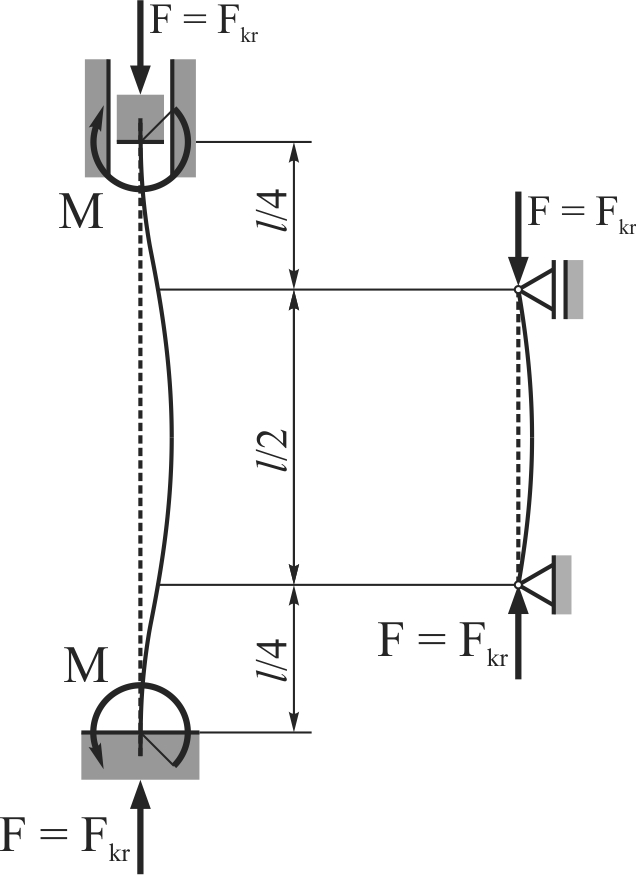 F = Fkr
M
l/4
F = Fkr
l/2
F = Fkr
M
l/4
F = Fkr